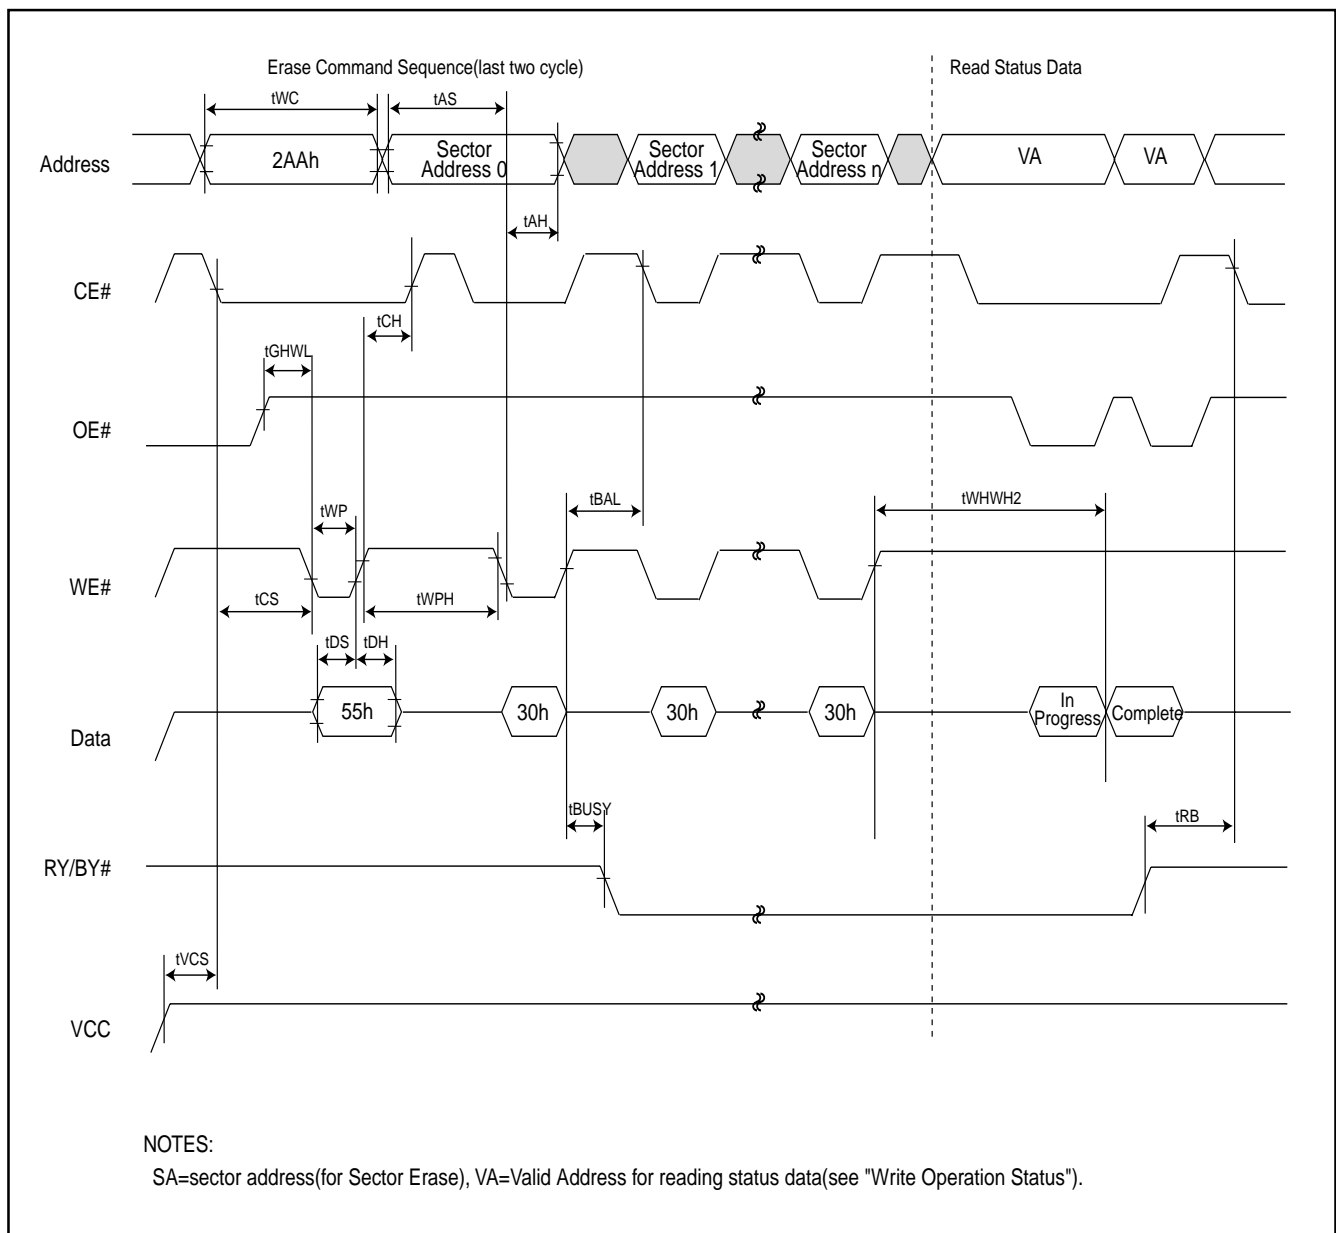 Erase Command Sequence(last two cycle)
Read Status Data
tWC
tAS
Address
2AAh
Sector
Address 0
Sector
Address 1
Sector
Address n
VA
VA
tAH
CE#
tCH
tGHWL
OE#
tWP
tBAL
tWHWH2
WE#
tCS
tWPH
tDS
tDH
Data
55h
30h
30h
30h
In
Progress
Complete
tBUSY
tRB
RY/BY#
tVCS
VCC
NOTES:
SA=sector address(for Sector Erase), VA=Valid Address for reading status data(see "Write Operation Status").